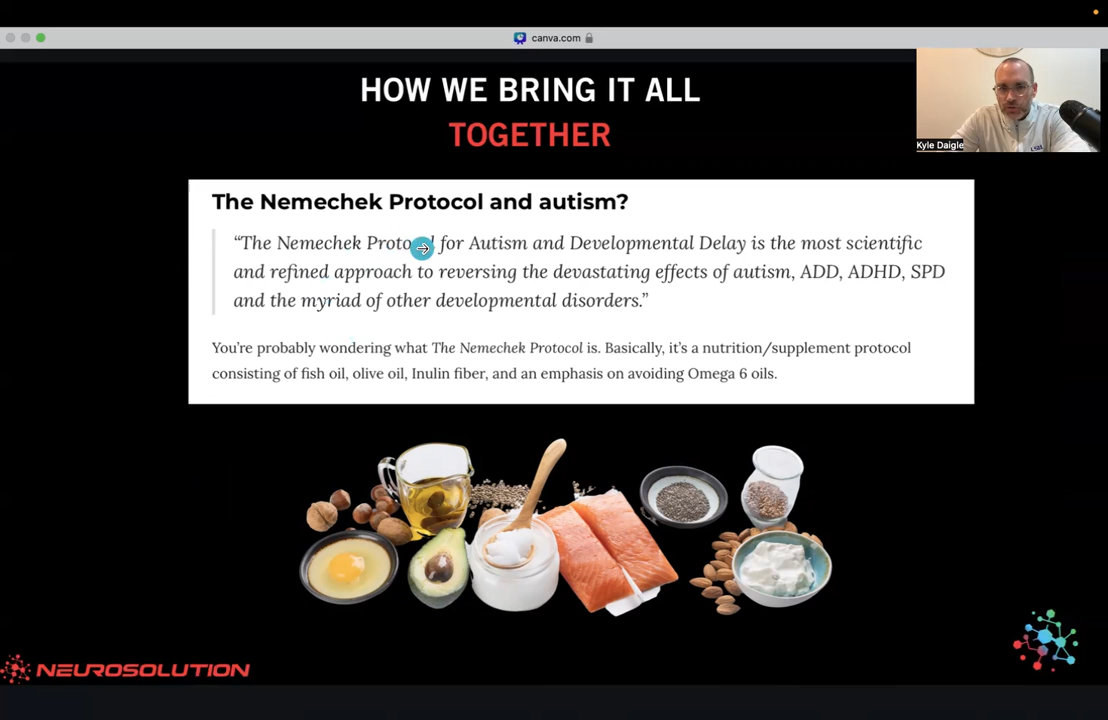 canva.com
HOW WE BRING IT ALL
TOGETHER
Kyle Daigle
The Nemechek Protocol and autism?
“The Nemechek Protocol for Autism and Developmental Delay is the most scientific
and refined approach to reversing the devastating effects of autism, ADD, ADHD, SPD
and the myriad of other developmental disorders.”
You’re probably wondering what The Nemechek Protocol is. Basically, it’s a nutrition/supplement protocol
consisting of fish oil, olive oil, Inulin fiber, and an emphasis on avoiding Omega 6 oils.
NEUROSOLUTION